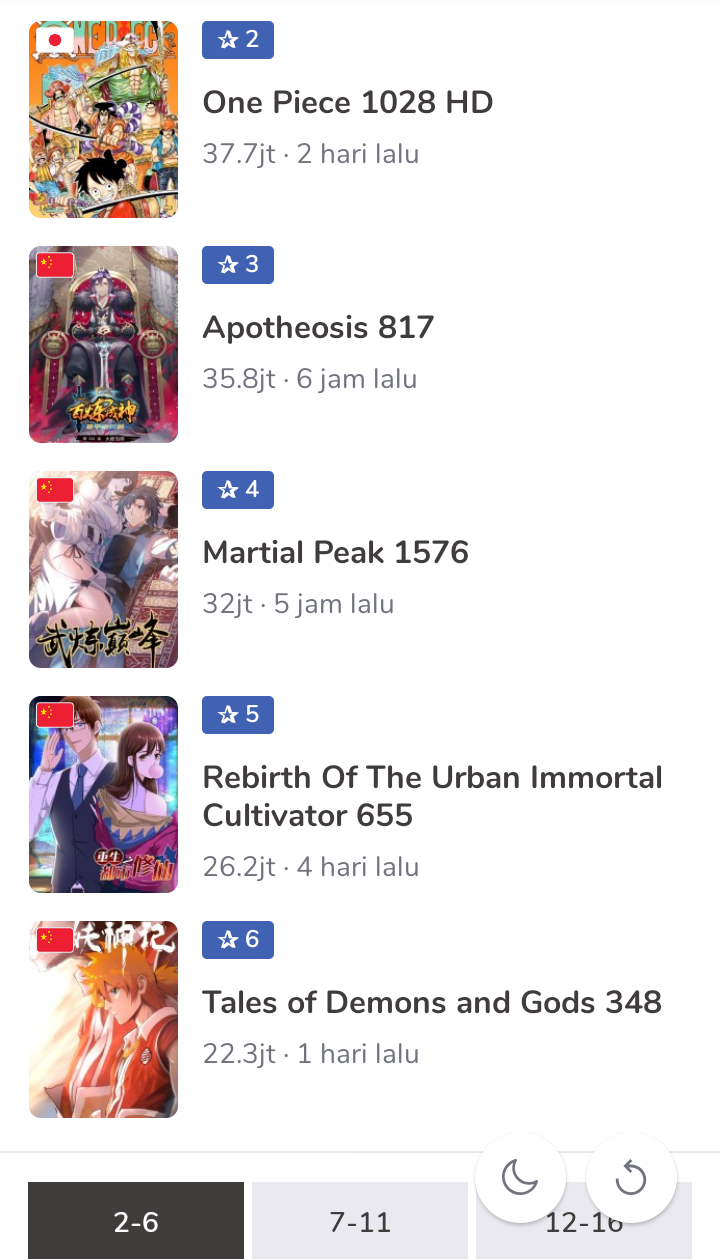 ONE PIECE
☆ 2
One Piece 1028 HD
37.7jt · 2 hari lalu
☆ 3
Apotheosis 817
35.8jt · 6 jam lalu
百炼成神
☆ 4
Martial Peak 1576
32jt · 5 jam lalu
武炼巅峰
☆ 5
Rebirth Of The Urban Immortal
Cultivator 655
26.2jt · 4 hari lalu
重生
都市修仙
☆ 6
Tales of Demons and Gods 348
22.3jt · 1 hari lalu
妖神记
2-6
7-11
12-16